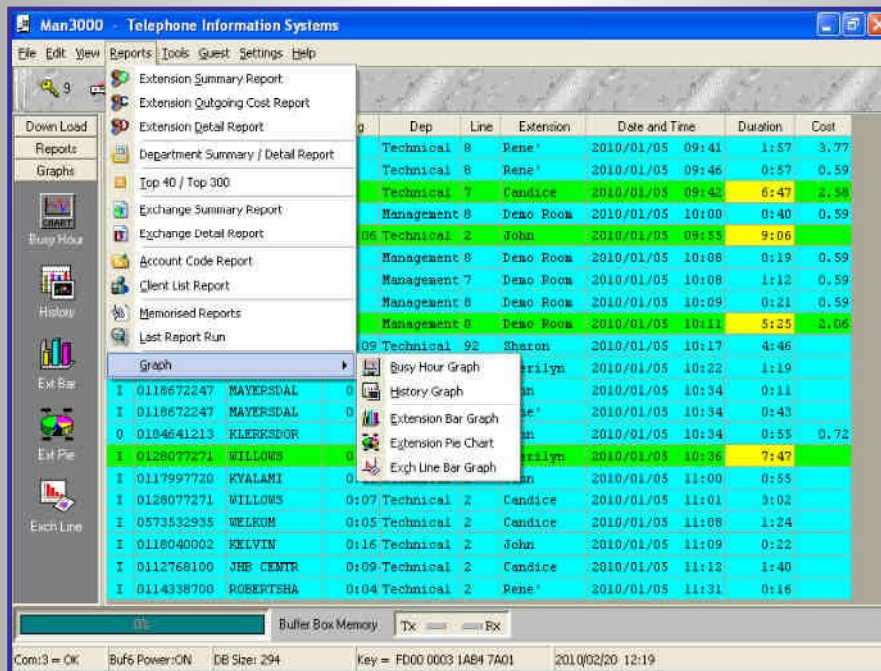 Man3000 - Telephone Information Systems
File Edit View Reports Tools Guest Settings Help
9
Down Load
Reports
Graphs
CHART
Busy Hour
History
Ext Bar
Ext Pie
Exch Line
Extension Summary Report
Extension Outgoing Cost Report
Extension Detail Report
Department Summary / Detail Report
Top 40 / Top 300
Exchange Summary Report
Exchange Detail Report
Account Code Report
Client List Report
Memorised Reports
Last Report Run
Graph
Busy Hour Graph
History Graph
Extension Bar Graph
Extension Pie Chart
Exch Line Bar Graph
g Dep Line Extension Date and Time Duration Cost
Technical 8 Rene' 2010/01/05 09:41 1:57 3.77
Technical 8 Rene' 2010/01/05 09:46 0:57 0.59
Technical 7 Candice 2010/01/05 09:42 6:47 2.58
Management 8 Demo Room 2010/01/05 10:00 0:40 0.59
:06 Technical 2 John 2010/01/05 09:55 9:06
Management 8 Demo Room 2010/01/05 10:08 0:19 0.59
Management 7 Demo Room 2010/01/05 10:08 1:12 0.59
Management 8 Demo Room 2010/01/05 10:09 0:21 0.59
Management 8 Demo Room 2010/01/05 10:11 5:25 2.06
:09 Technical 92 Sharon 2010/01/05 10:17 4:46
erilyn 2010/01/05 10:22 1:19
I 0118672247 MAYERSDAL 0 hn 2010/01/05 10:34 0:11
I 0118672247 MAYERSDAL 0 ne' 2010/01/05 10:34 0:43
O 0184641213 KLERKSDOR hn 2010/01/05 10:34 0:55 0.72
I 0128077271 WILLOWS 0 erilyn 2010/01/05 10:36 7:47
I 0117997720 KYALAMI 0 hn 2010/01/05 11:00 0:55
I 0128077271 WILLOWS 0:07 Technical 2 Candice 2010/01/05 11:01 3:02
I 0573532935 WELKOM 0:05 Technical 2 Candice 2010/01/05 11:08 1:24
I 0118040002 KELVIN 0:16 Technical 2 John 2010/01/05 11:09 0:22
I 0112768100 JHB CENTR 0:09 Technical 2 Candice 2010/01/05 11:12 1:40
I 0114338700 ROBERTSHA 0:04 Technical 2 Rene' 2010/01/05 11:31 0:16
0% Buffer Box Memory Tx Rx
Com:3 = OK Buf6 Power:ON DB Size: 294 Key = FD00 0003 1AB4 7A01 2010/02/20 12:19